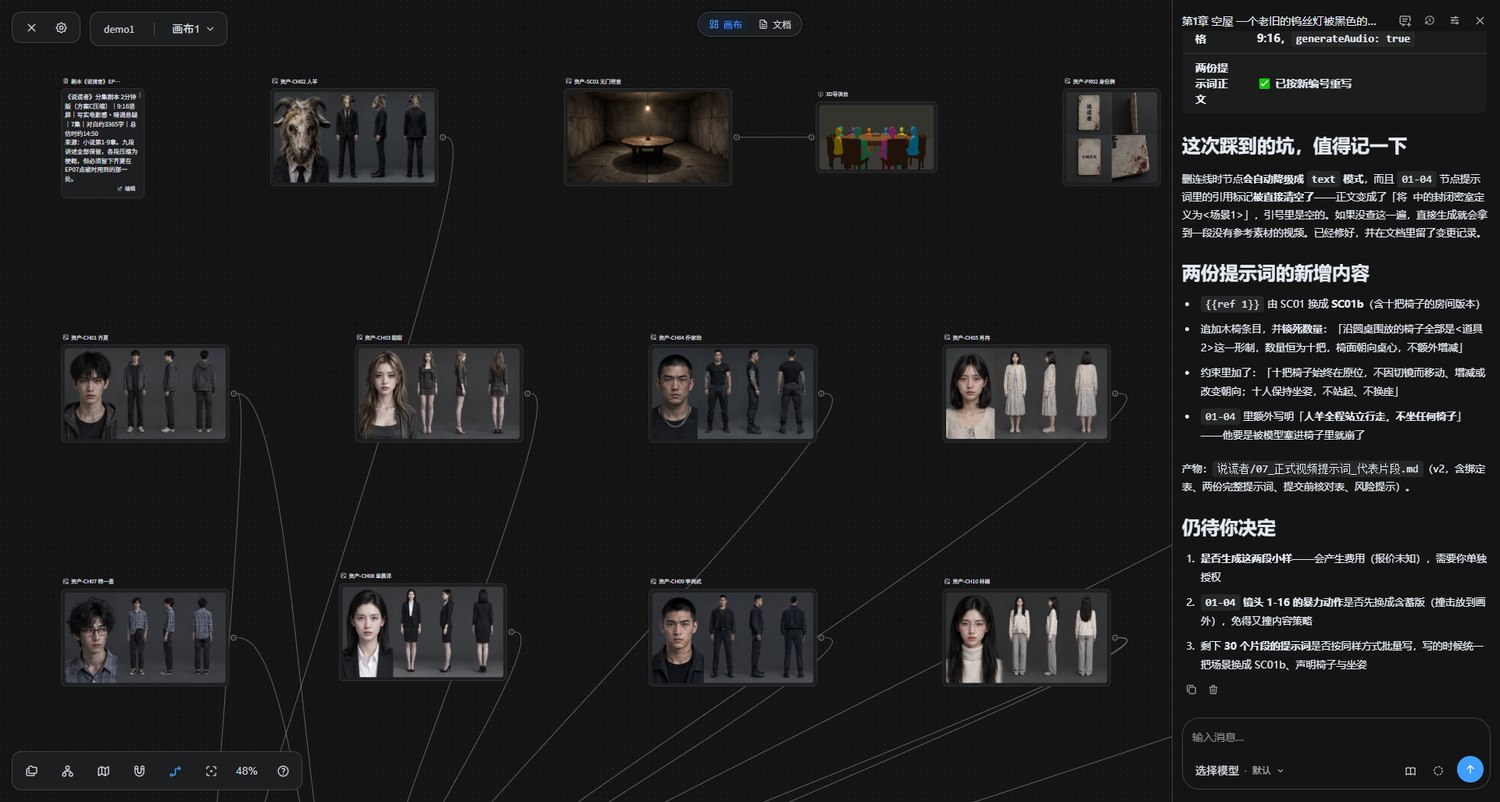 demo1
画布1
画布
文档
剧本《说谎者》EP…
《说谎者》分集剧本 2分钟
版（方案C压缩）｜9:16竖
屏｜写实电影感·暗调悬疑
｜7集｜对白约3365字｜总
估时约14:50
来源：小说第1-9章。九段
讲述全部保留，各段压缩为
梗概，但必须留下齐夏在
EP07点破时用到的那一
处。
编辑
资产-CH02 人羊
资产-SC01 无门密室
3D导演台
资产-PR02 身份牌
资产-CH01 齐夏
资产-CH03 甜甜
资产-CH04 乔家劲
资产-CH05 肖冉
资产-CH07 韩一墨
资产-CH08 章晨泽
资产-CH09 李尚武
资产-CH10 林檎
48%
第1章 空屋 一个老旧的钨丝灯被黑色的...
格
9:16，generateAudio: true
两份提
示词正
文
已按新编号重写
这次踩到的坑，值得记一下
删连线时节点会自动降级成 text 模式，而且 01-04 节点提示
词里的引用标记被直接清空了——正文变成了「将 中的封闭密室定
义为<场景1>」，引号里是空的。如果没查这一遍，直接生成就会拿
到一段没有参考素材的视频。已经修好，并在文档里留了变更记录。
两份提示词的新增内容
{{ref 1}} 由 SC01 换成 SC01b（含十把椅子的房间版本）
追加木椅条目，并锁死数量：「沿圆桌围放的椅子全部是<道具
2>这一形制，数量恒为十把，椅面朝向桌心，不额外增减」
约束里加了：「十把椅子始终在原位，不因切镜而移动、增减或
改变朝向；十人保持坐姿，不站起、不换座」
01-04 里额外写明「人羊全程站立行走，不坐任何椅子」
——他要是被模型塞进椅子里就崩了
产物：说谎者/07_正式视频提示词_代表片段.md（v2，含绑定
表、两份完整提示词、提交前核对表、风险提示）。
仍待你决定
1. 是否生成这两段小样——会产生费用（报价未知），需要你单独
授权
2. 01-04 镜头 1-16 的暴力动作是否先换成含蓄版（撞击放到画
外），免得又撞内容策略
3. 剩下 30 个片段的提示词是否按同样方式批量写，写的时候统一
把场景换成 SC01b、声明椅子与坐姿
输入消息...
选择模型 · 默认